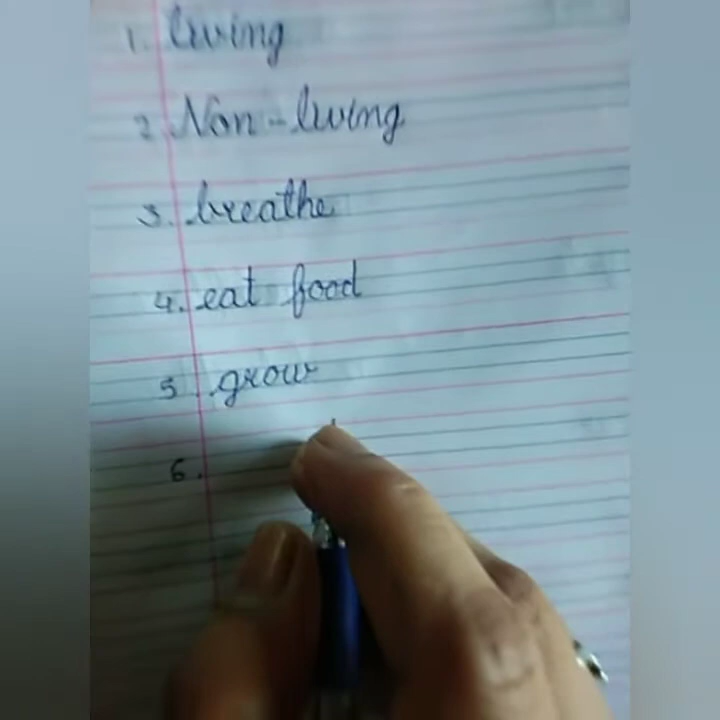 1. living
2. Non-living
3. breathe
4. eat food
5. grow
6.